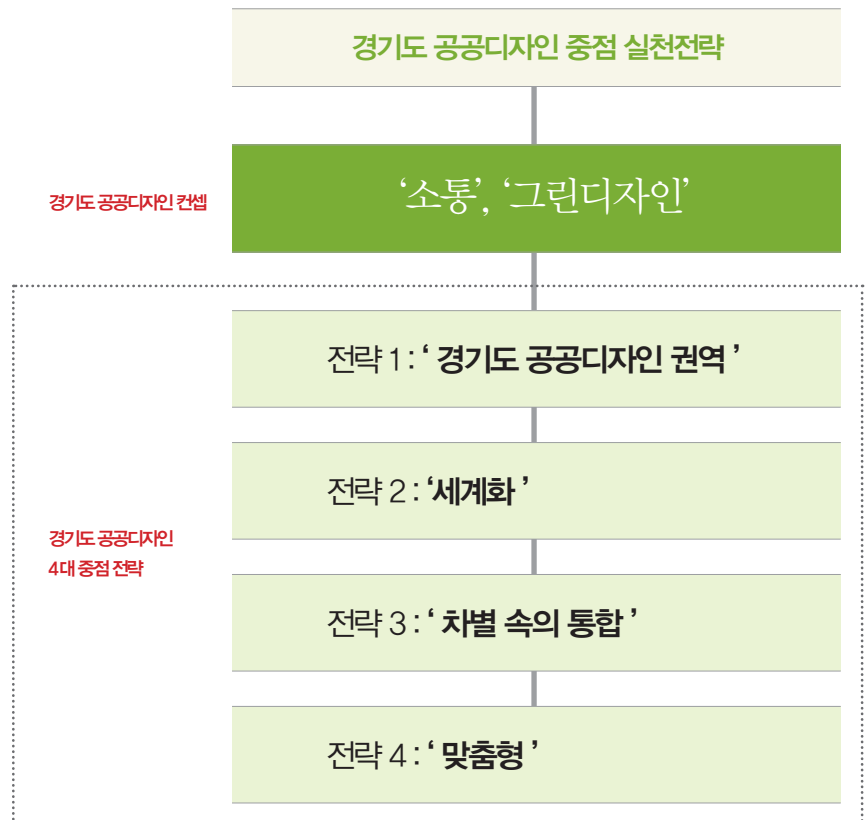 경기도 공공디자인 중점 실천전략
경기도 공공디자인 컨셉
‘소통’, ‘그린디자인’
전략 1 : ‘ 경기도 공공디자인 권역 ’
전략 2 : ‘세계화 ’
경기도 공공디자인
4대 중점 전략
전략 3 : ‘ 차별 속의 통합 ’
전략 4 : ‘ 맞춤형 ’